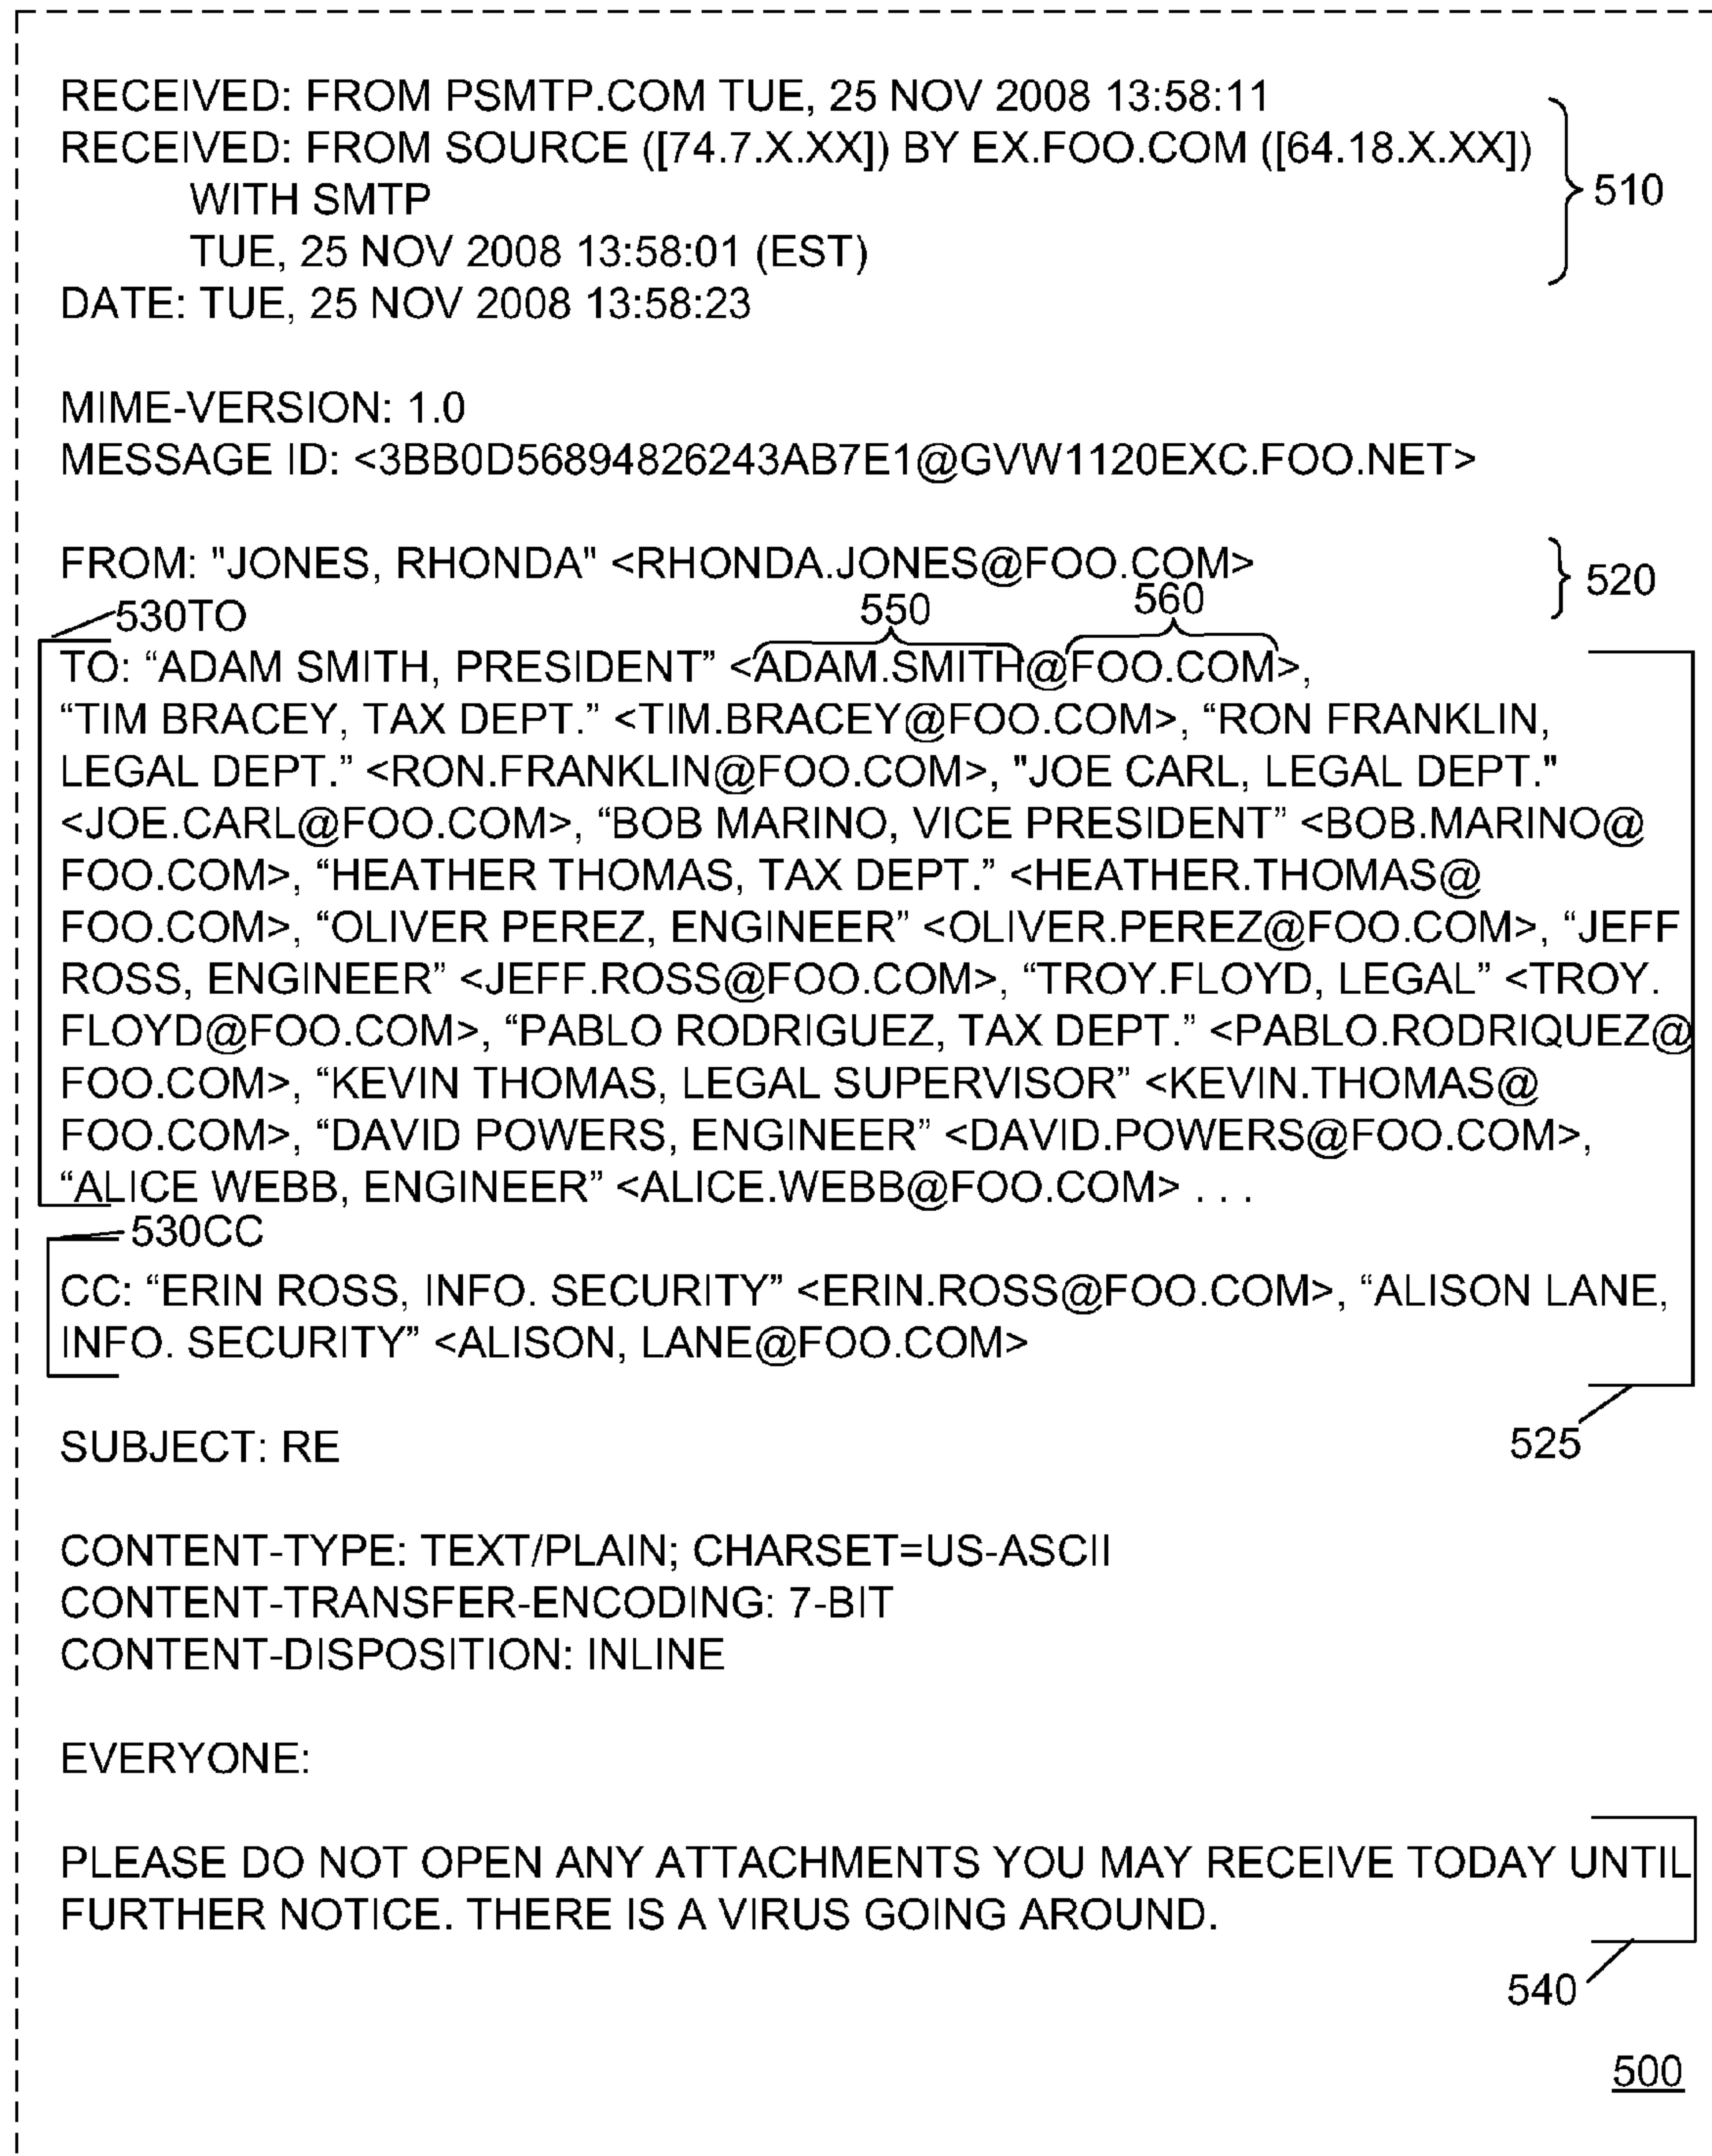 RECEIVED: FROM PSMTP.COM TUE, 25 NOV 2008 13:58:11
RECEIVED: FROM SOURCE ([74.7.X.XX]) BY EX.FOO.COM ([64.18.X.XX])
WITH SMTP
510
TUE, 25 NOV 2008 13:58:01 (EST)
DATE: TUE, 25 NOV 2008 13:58:23
MIME-VERSION: 1.0
MESSAGE ID: <3BB0D56894826243AB7E1@GVW1120EXC.FOO.NET>
FROM: "JONES, RHONDA" <RHONDA.JONES@FOO.COM>
520
530TO
550
560
TO: “ADAM SMITH, PRESIDENT” <ADAM.SMITH@FOO.COM>,
“TIM BRACEY, TAX DEPT.” <TIM.BRACEY@FOO.COM>, “RON FRANKLIN,
LEGAL DEPT.” <RON.FRANKLIN@FOO.COM>, "JOE CARL, LEGAL DEPT."
<JOE.CARL@FOO.COM>, “BOB MARINO, VICE PRESIDENT” <BOB.MARINO@
FOO.COM>, “HEATHER THOMAS, TAX DEPT.” <HEATHER.THOMAS@
FOO.COM>, “OLIVER PEREZ, ENGINEER” <OLIVER.PEREZ@FOO.COM>, “JEFF
ROSS, ENGINEER” <JEFF.ROSS@FOO.COM>, “TROY.FLOYD, LEGAL” <TROY.
FLOYD@FOO.COM>, “PABLO RODRIGUEZ, TAX DEPT.” <PABLO.RODRIQUEZ@
FOO.COM>, “KEVIN THOMAS, LEGAL SUPERVISOR” <KEVIN.THOMAS@
FOO.COM>, “DAVID POWERS, ENGINEER” <DAVID.POWERS@FOO.COM>,
“ALICE WEBB, ENGINEER” <ALICE.WEBB@FOO.COM> . . .
530CC
CC: “ERIN ROSS, INFO. SECURITY” <ERIN.ROSS@FOO.COM>, “ALISON LANE,
INFO. SECURITY” <ALISON, LANE@FOO.COM>
SUBJECT: RE
525
CONTENT-TYPE: TEXT/PLAIN; CHARSET=US-ASCII
CONTENT-TRANSFER-ENCODING: 7-BIT
CONTENT-DISPOSITION: INLINE
EVERYONE:
PLEASE DO NOT OPEN ANY ATTACHMENTS YOU MAY RECEIVE TODAY UNTIL
FURTHER NOTICE. THERE IS A VIRUS GOING AROUND.
540
500